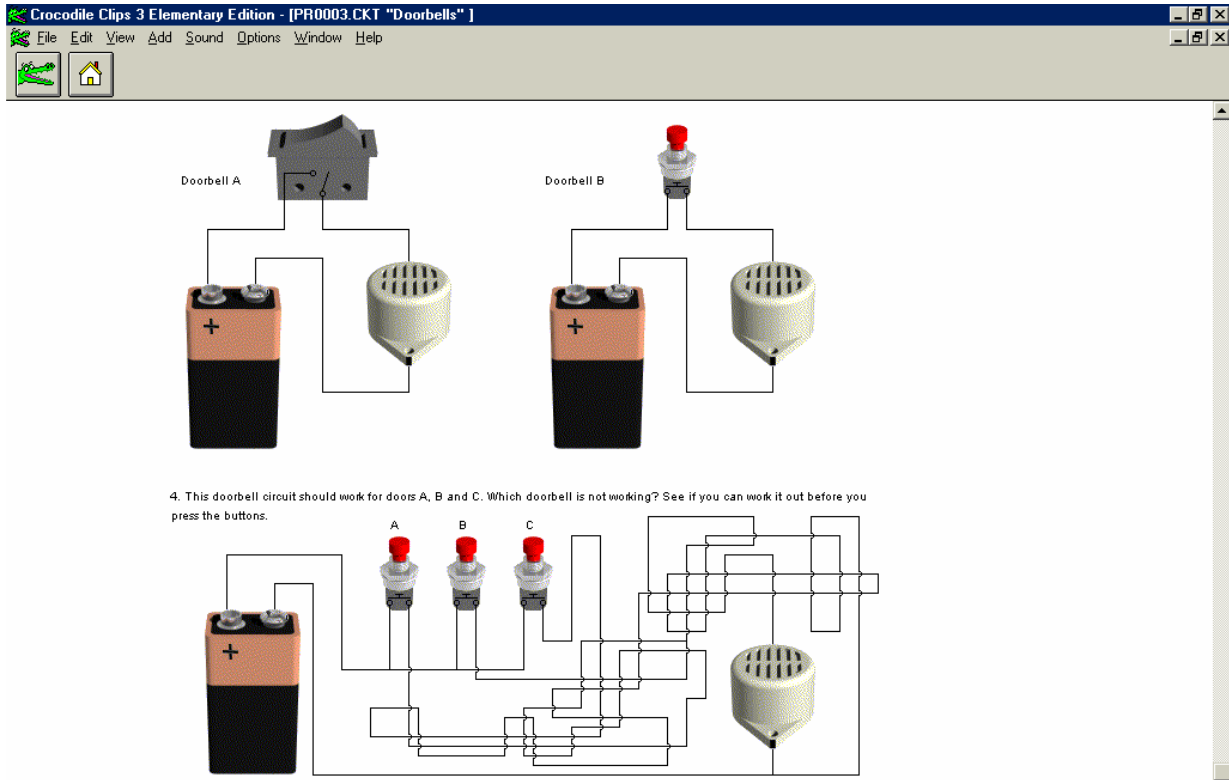 Crocodile Clips 3 Elementary Edition - [PR0003.CKT "Doorbells" ]
File Edit View Add Sound Options Window Help
Doorbell A
Doorbell B
+
+
4. This doorbell circuit should work for doors A, B and C. Which doorbell is not working? See if you can work it out before you
press the buttons.
A B C
+